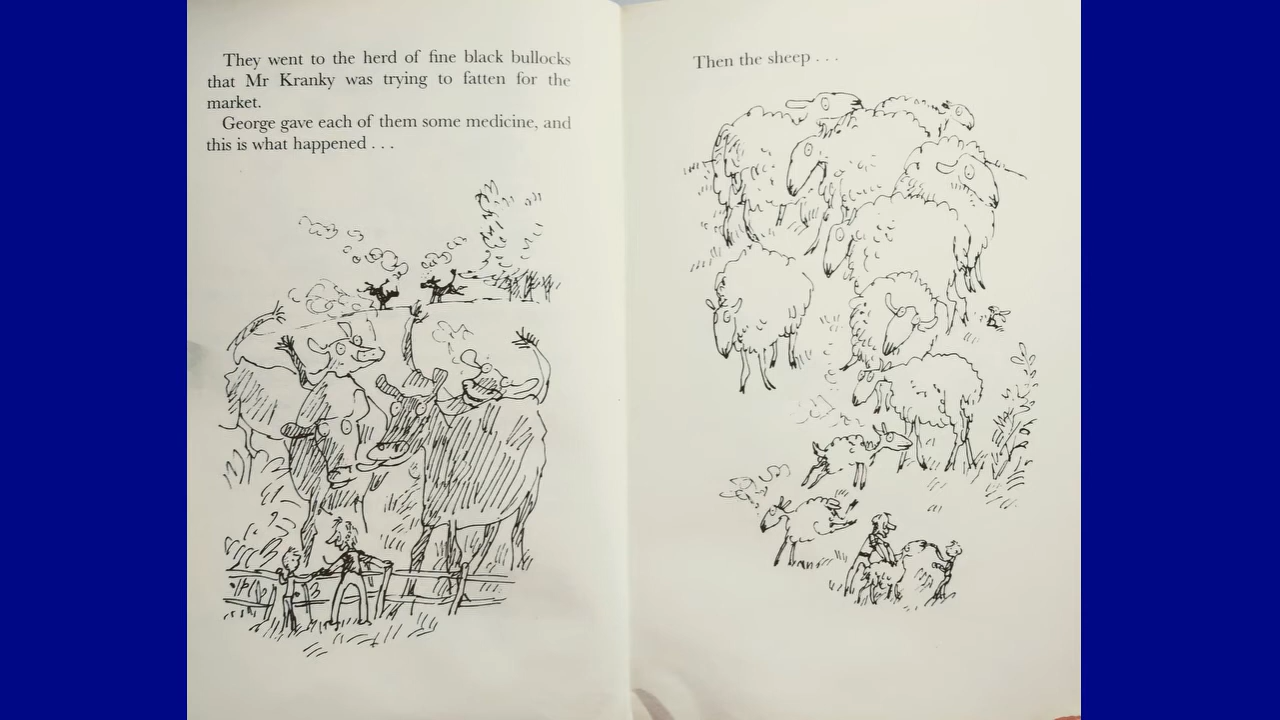 They went to the herd of fine black bullocks
that Mr Kranky was trying to fatten for the
market.
George gave each of them some medicine, and
this is what happened . . .
Then the sheep . . .